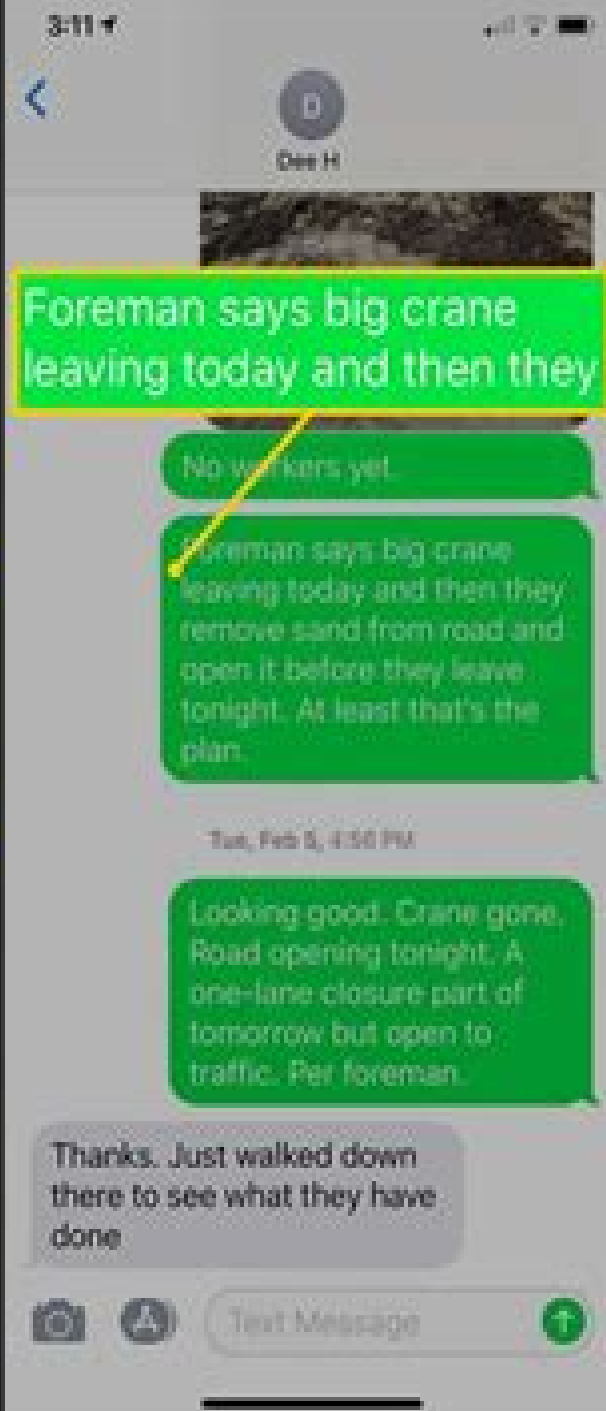 3:11
D
Dee H
Foreman says big crane
leaving today and then they
No workers yet.
Foreman says big crane
leaving today and then they
remove sand from road and
open it before they leave
tonight. At least that's the
plan.
Tue, Feb 5, 4:56 PM
Looking good. Crane gone.
Road opening tonight. A
one-lane closure part of
tomorrow but open to
traffic. Per foreman.
Thanks. Just walked down
there to see what they have
done
Text Message